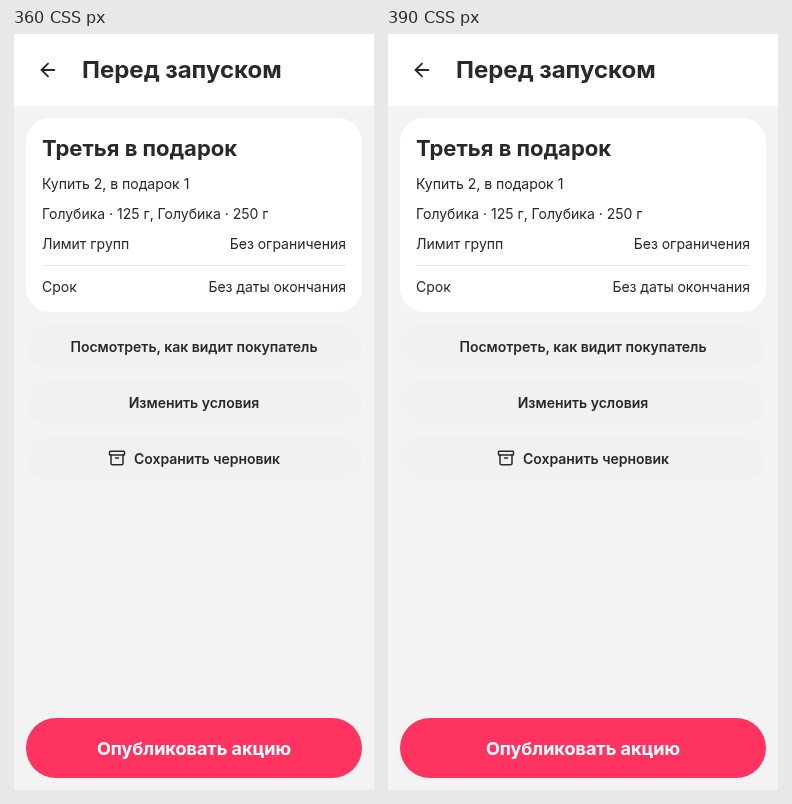 360 CSS px
Перед запуском
Третья в подарок
Купить 2, в подарок 1
Голубика · 125 г, Голубика · 250 г
Лимит групп Без ограничения
Срок Без даты окончания
Посмотреть, как видит покупатель
Изменить условия
Сохранить черновик
Опубликовать акцию
390 CSS px
Перед запуском
Третья в подарок
Купить 2, в подарок 1
Голубика · 125 г, Голубика · 250 г
Лимит групп Без ограничения
Срок Без даты окончания
Посмотреть, как видит покупатель
Изменить условия
Сохранить черновик
Опубликовать акцию